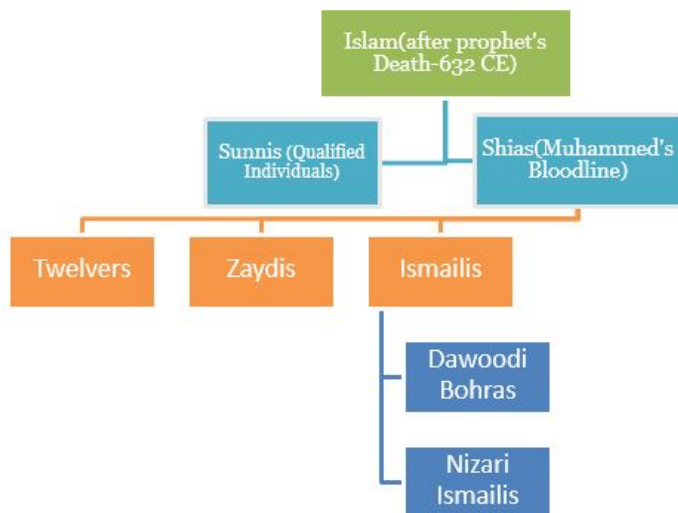 Islam(after prophet's
Death-632 CE)
Sunnis (Qualified
Individuals)
Shias(Muhammed's
Bloodline)
Twelvers
Zaydis
Ismailis
Dawoodi
Bohras
Nizari
Ismailis